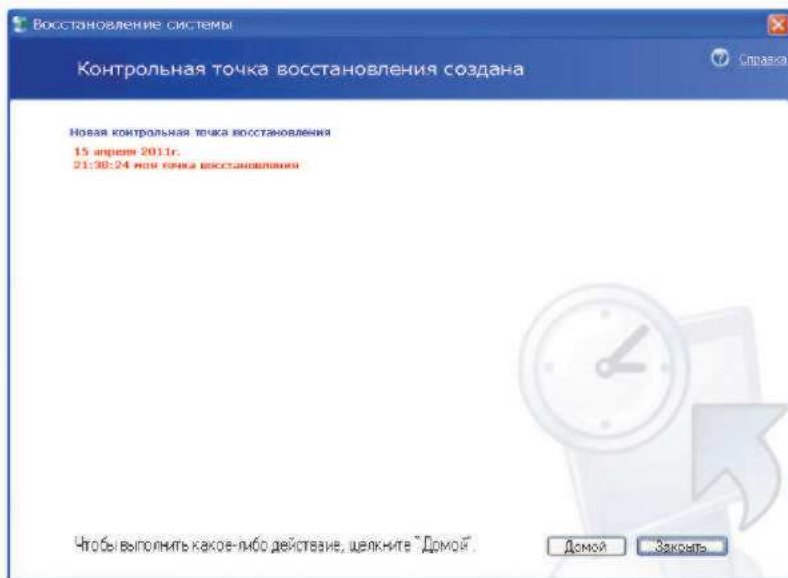 Восстановление системы
Контрольная точка восстановления создана
Справка
Новая контрольная точка восстановления
15 апреля 2011г.
21:30:24 моя точка восстановления
Чтобы выполнить какое-либо действие, щелкните "Домой".
Домой
Закрыть